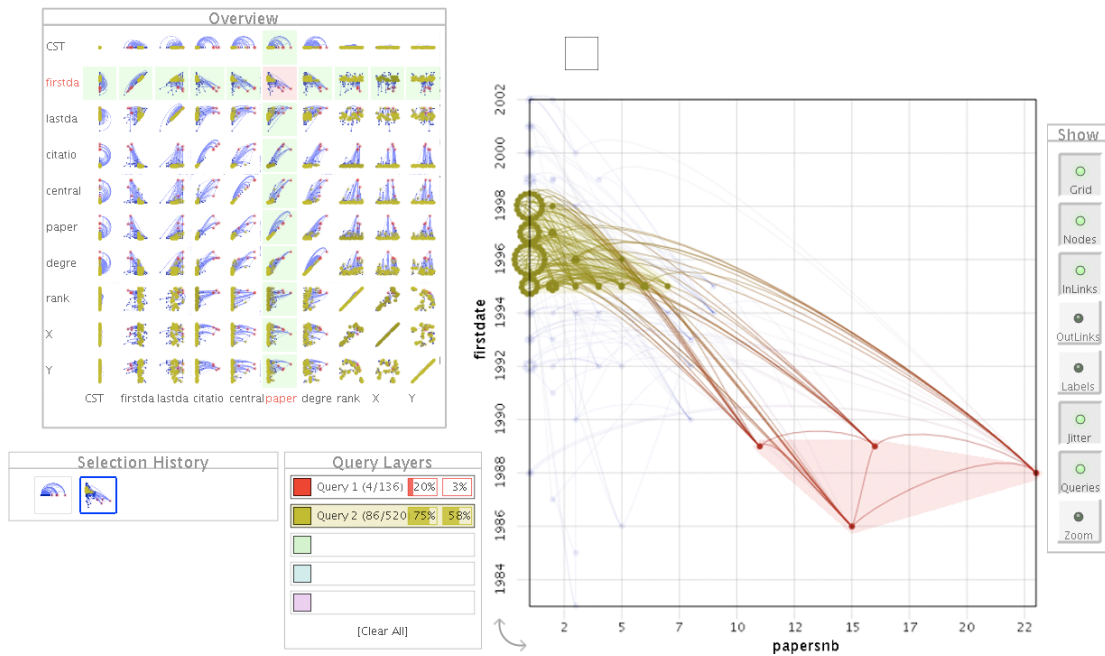 Overview
CST
firstda
lastda
citatio
central
paper
degre
rank
X
Y
CST firstda lastda citatio central paper degre rank X Y
Selection History
Query Layers
Query 1 (4/136) 20% 3%
Query 2 (86/520 75% 58%
[Clear All]
firstdate
2002
2000
1998
1996
1994
1992
1990
1988
1986
1984
2 5 7 10 12 15 17 20 22
papersnb
Show
Grid
Nodes
InLinks
OutLinks
Labels
Jitter
Queries
Zoom